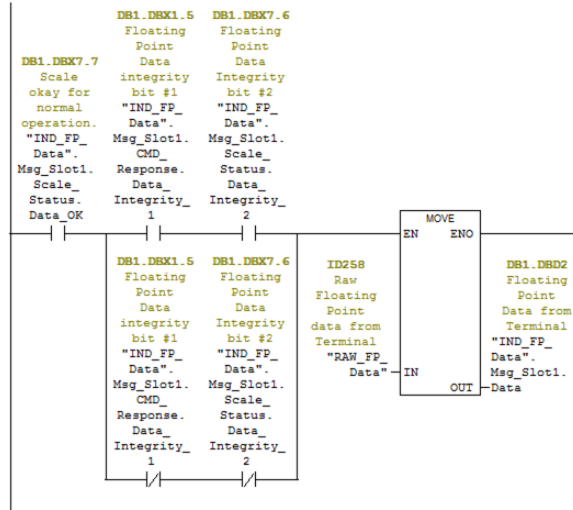 DB1.DBX7.7
Scale
okay for
normal
operation.
"IND_FP_
Data".
Msg_Slot1.
Scale_
Status.
Data_OK
DB1.DBX1.5
Floating
Point
Data
integrity
bit #1
"IND_FP_
Data".
Msg_Slot1.
CMD_
Response.
Data_
Integrity_
1
DB1.DBX7.6
Floating
Point
Data
Integrity
bit #2
"IND_FP_
Data".
Msg_Slot1.
Scale_
Status.
Data_
Integrity_
2
DB1.DBX1.5
Floating
Point
Data
integrity
bit #1
"IND_FP_
Data".
Msg_Slot1.
CMD_
Response.
Data_
Integrity_
1
DB1.DBX7.6
Floating
Point
Data
Integrity
bit #2
"IND_FP_
Data".
Msg_Slot1.
Scale_
Status.
Data_
Integrity_
2
ID258
Raw
Floating
Point
data from
Terminal
"RAW_FP_
Data"
MOVE
EN ENO
IN
OUT
DB1.DBD2
Floating
Point
Data from
Terminal
"IND_FP_
Data".
Msg_Slot1.
Data